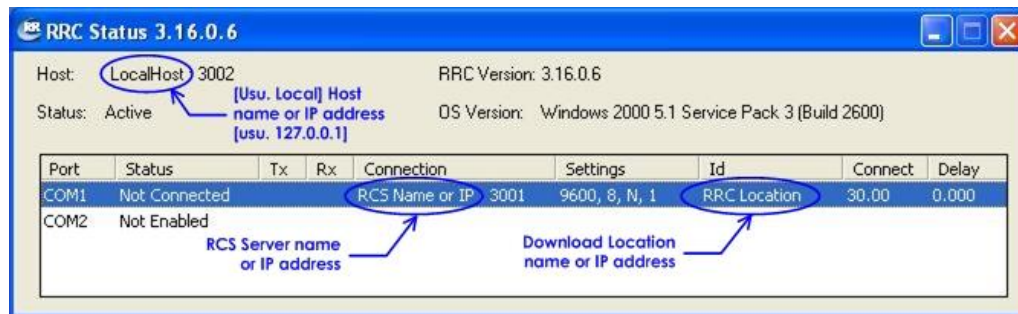 RRC Status 3.16.0.6
Host: LocalHost 3002 RRC Version: 3.16.0.6
[Usu. Local] Host
name or IP address
[usu. 127.0.0.1]
Status: Active OS Version: Windows 2000 5.1 Service Pack 3 (Build 2600)
Port Status Tx Rx Connection Settings Id Connect Delay
COM1 Not Connected RCS Name or IP 3001 9600, 8, N, 1 RRC Location 30.00 0.000
COM2 Not Enabled
RCS Server name
or IP address
Download Location
name or IP address